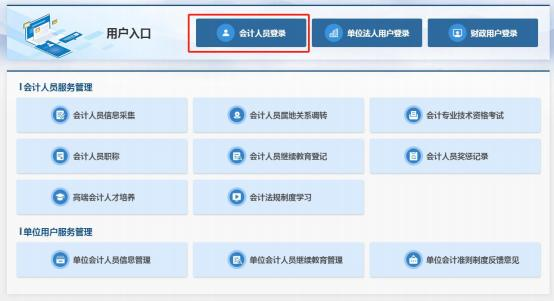 用户入口
会计人员登录
单位法人用户登录
财政用户登录
会计人员服务管理
会计人员信息采集
会计人员属地关系调转
会计专业技术资格考试
会计人员职称
会计人员继续教育登记
会计人员奖惩记录
高端会计人才培养
会计法规制度学习
单位用户服务管理
单位会计人员信息管理
单位会计人员继续教育管理
单位会计准则制度反馈意见